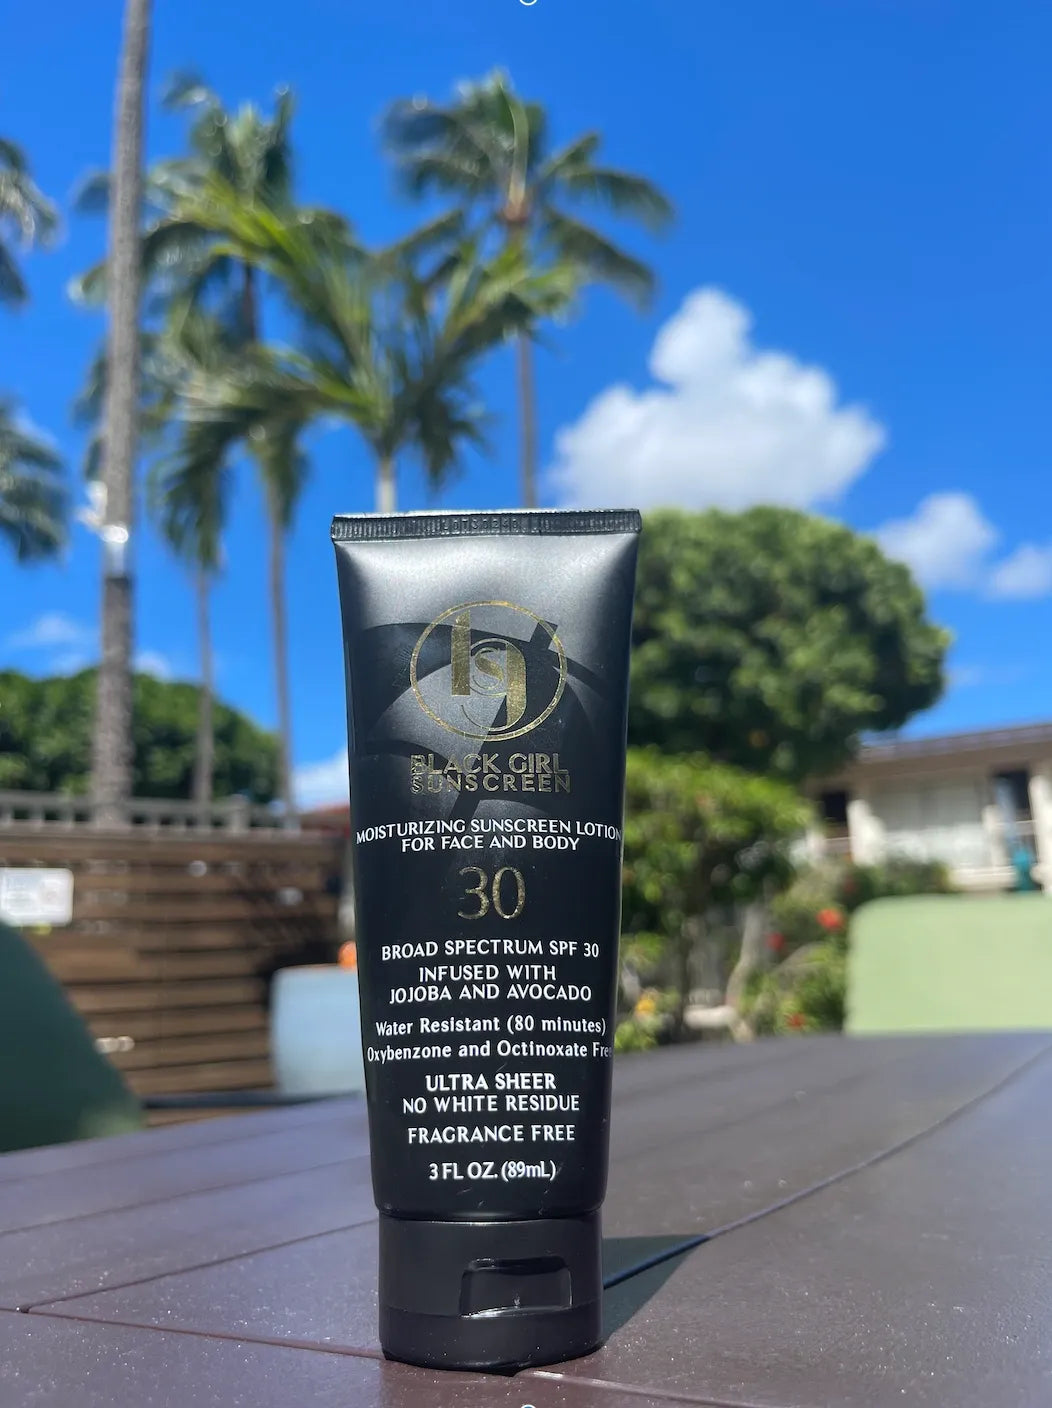 bsg
BLACK GIRL
SUNSCREEN
MOISTURIZING SUNSCREEN LOTION
FOR FACE AND BODY
30
BROAD SPECTRUM SPF 30
INFUSED WITH
JOJOBA AND AVOCADO
Water Resistant (80 minutes)
Oxybenzone and Octinoxate Fre
ULTRA SHEER
NO WHITE RESIDUE
FRAGRANCE FREE
3 FL OZ. (89mL)